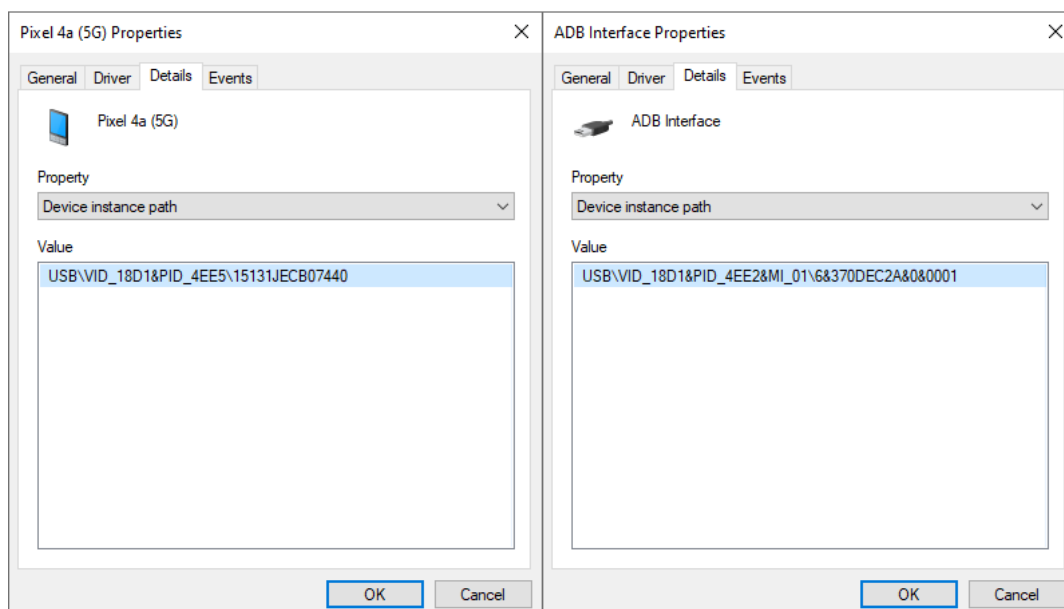 Pixel 4a (5G) Properties
General Driver Details Events
Pixel 4a (5G)
Property
Device instance path
Value
USB\VID_18D1&PID_4EE5\15131JECB07440
OK Cancel
ADB Interface Properties
General Driver Details Events
ADB Interface
Property
Device instance path
Value
USB\VID_18D1&PID_4EE2&MI_01\6&370DEC2A&0&0001
OK Cancel